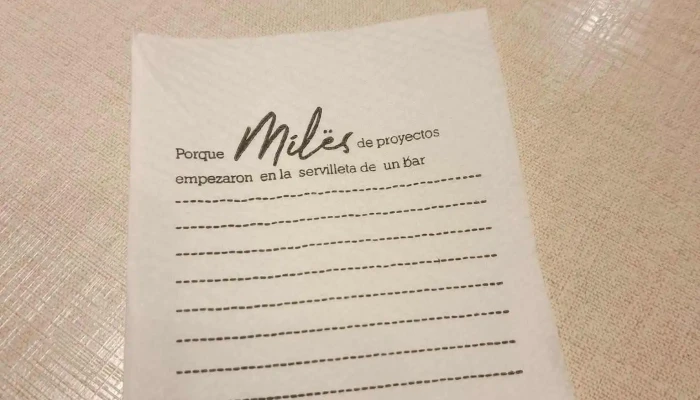 Porque Milës de proyectos
empezaron en la servilleta de un bar